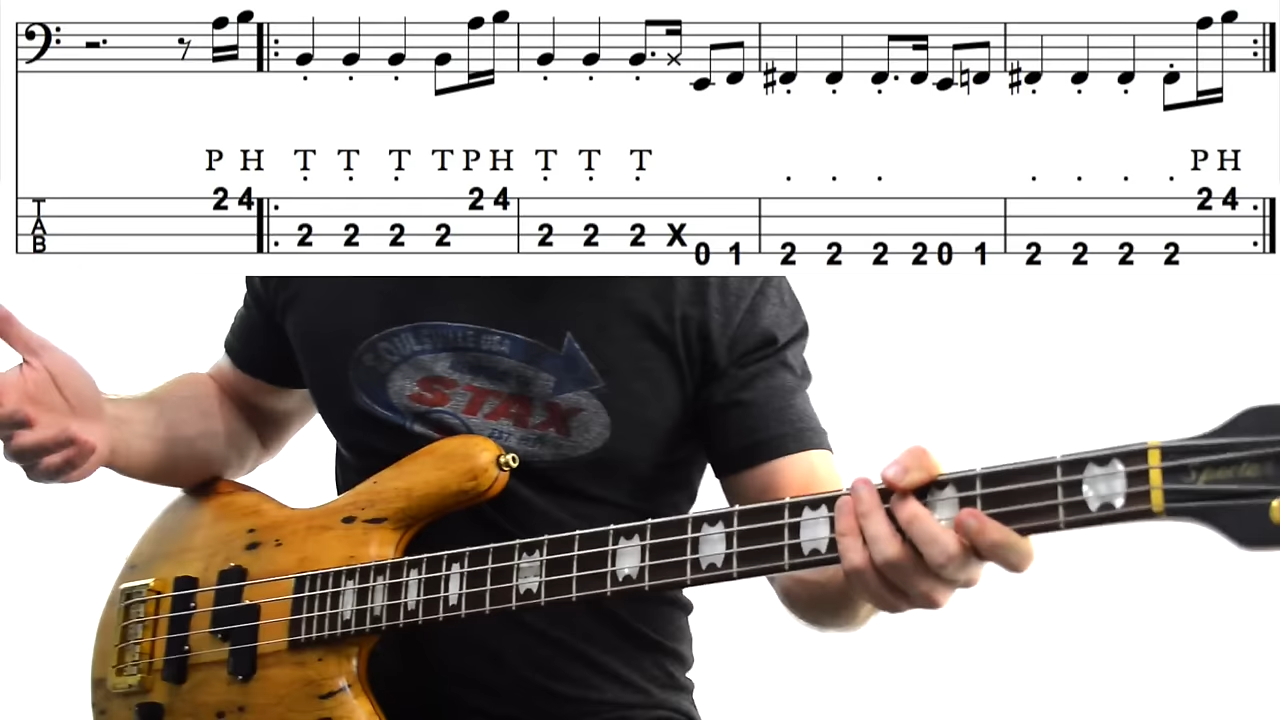 P H T T T T P H T T T P H
T 2 4 2 4 2 4
A 2 2 2 2 2 2 2 X
B 0 1 2 2 2 2 0 1 2 2 2 2
SOULSVILLE USA
STAX
Spector